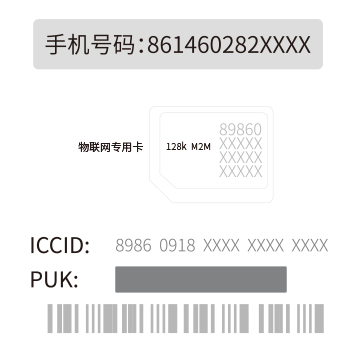 手机号码：861460282XXXX
89860
XXXXX
物联网专用卡 128k M2M XXXXX
XXXXX
ICCID: 8986 0918 XXXX XXXX XXXX
PUK: